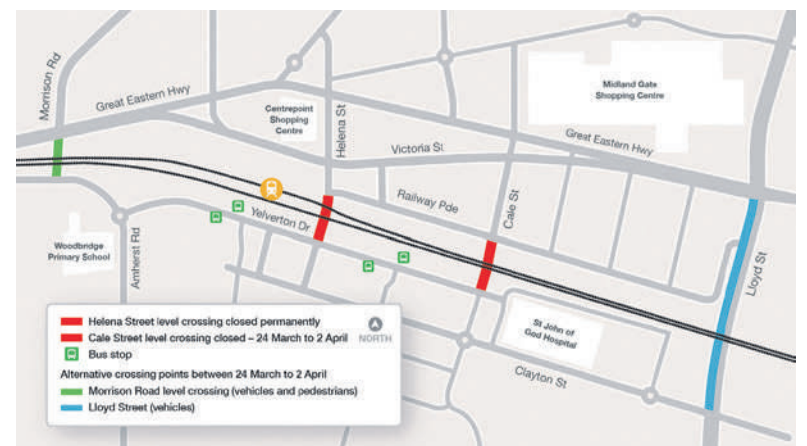 Morrison Rd
Great Eastern Hwy
Centrepoint
Shopping
Centre
Helena St
Midland Gate
Shopping Centre
Great Eastern Hwy
Victoria St
Railway Pde
Cale St
Yelverton Dr
Woodbridge
Primary School
Amherst Rd
Lloyd St
St John of
God Hospital
Clayton St
Helena Street level crossing closed permanently
Cale Street level crossing closed – 24 March to 2 April
NORTH
Bus stop
Alternative crossing points between 24 March to 2 April
Morrison Road level crossing (vehicles and pedestrians)
Lloyd Street (vehicles)